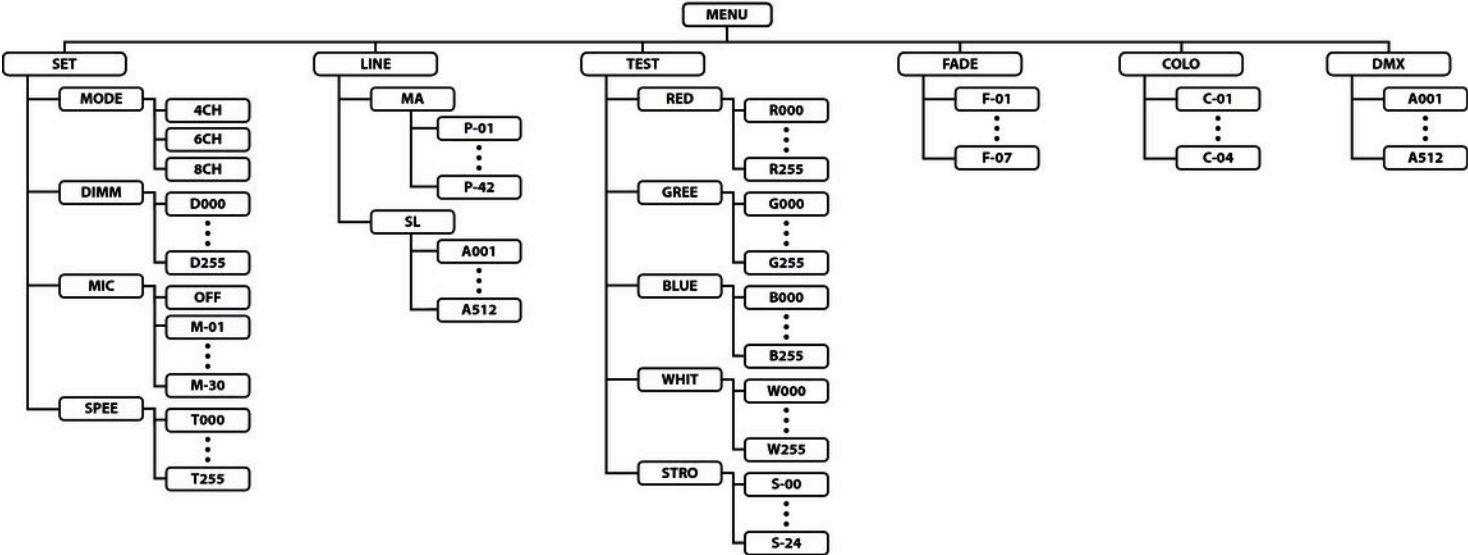 MENU
SET
MODE
4CH
6CH
8CH
DIMM
D000
D255
MIC
OFF
M-01
M-30
SPEE
T000
T255
LINE
MA
P-01
P-42
SL
A001
A512
TEST
RED
R000
R255
GREE
G000
G255
BLUE
B000
B255
WHIT
W000
W255
STRO
S-00
S-24
FADE
F-01
F-07
COLO
C-01
C-04
DMX
A001
A512